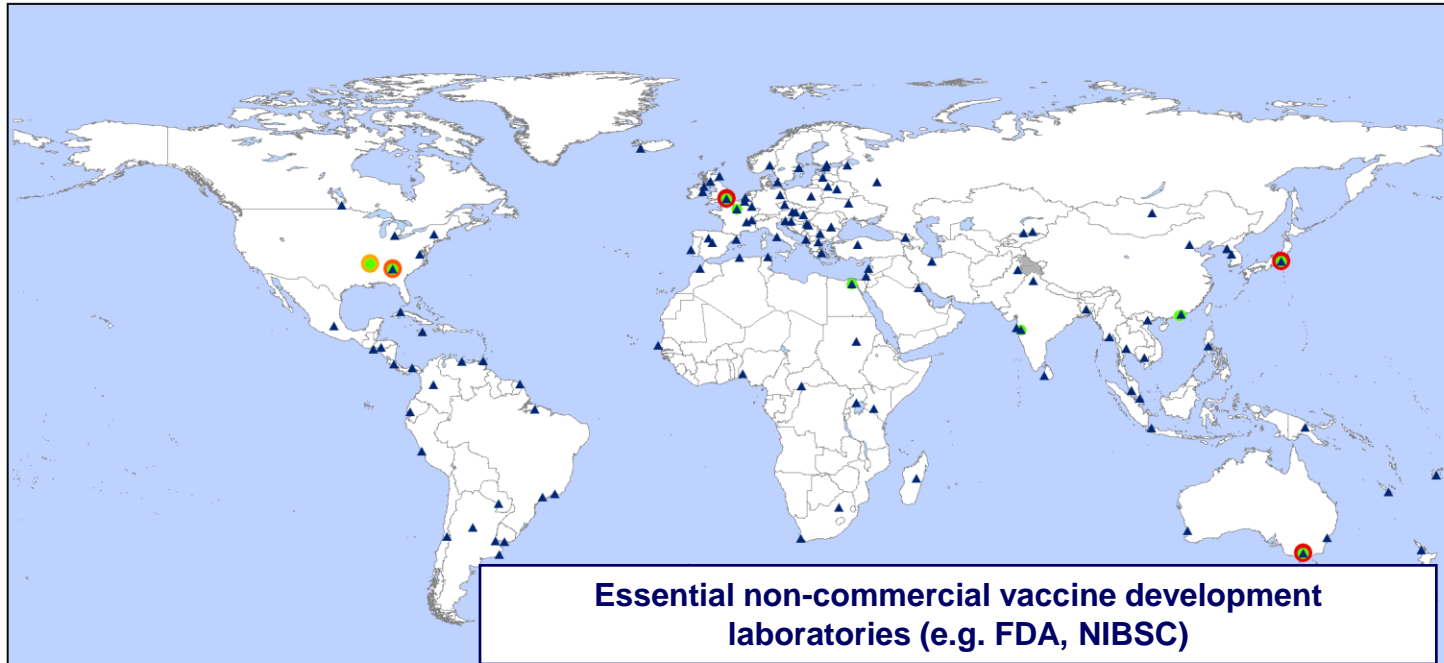 Essential non-commercial vaccine development
laboratories (e.g. FDA, NIBSC)